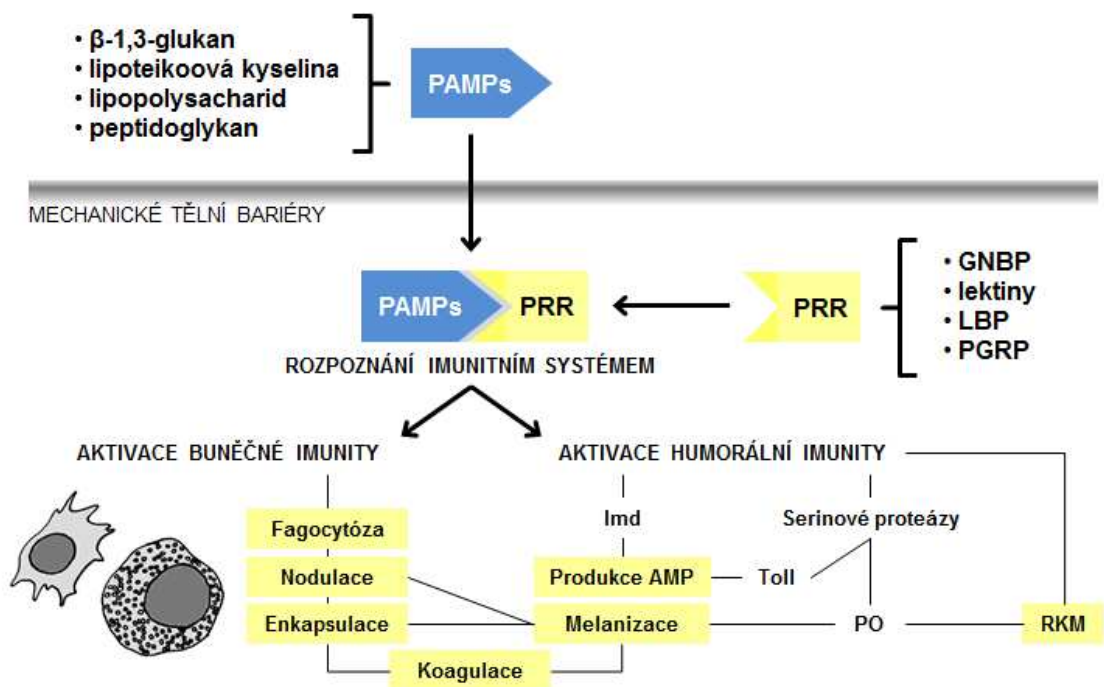 • β-1,3-glukan
• lipoteikoová kyselina
• lipopolysacharid
• peptidoglykan
PAMPs
MECHANICKÉ TĚLNÍ BARIÉRY
PAMPs
PRR
PRR
• GNBP
• lektiny
• LBP
• PGRP
ROZPOZNÁNÍ IMUNITNÍM SYSTÉMEM
AKTIVACE BUNĚČNÉ IMUNITY
AKTIVACE HUMORÁLNÍ IMUNITY
Fagocytóza
Imd
Serinové proteázy
Nodulace
Produkce AMP
Toll
Enkapsulace
Melanizace
PO
RKM
Koagulace